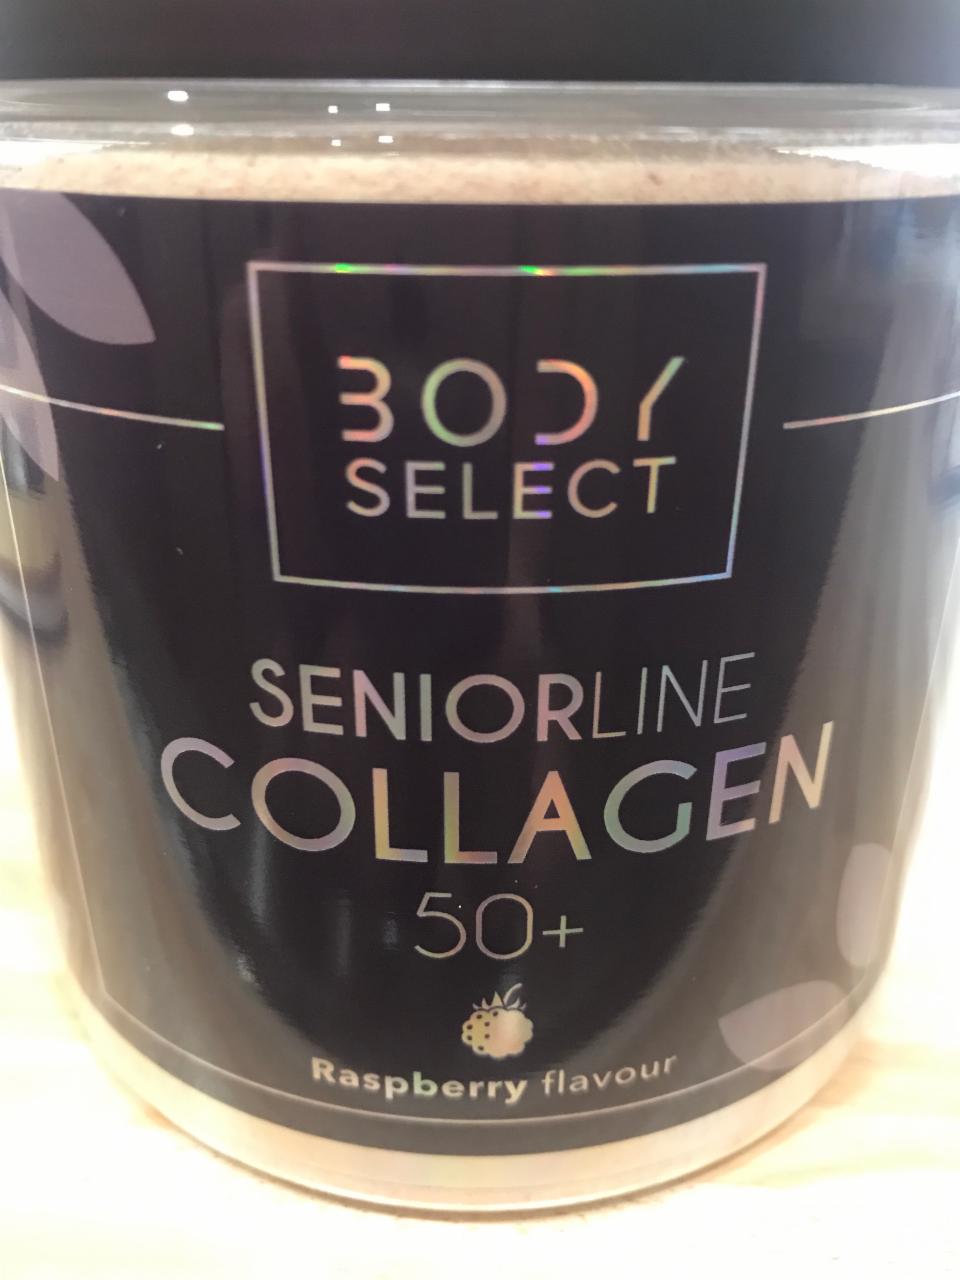 BODY
SELECT
SENIORLINE
COLLAGEN
50+
Raspberry flavour